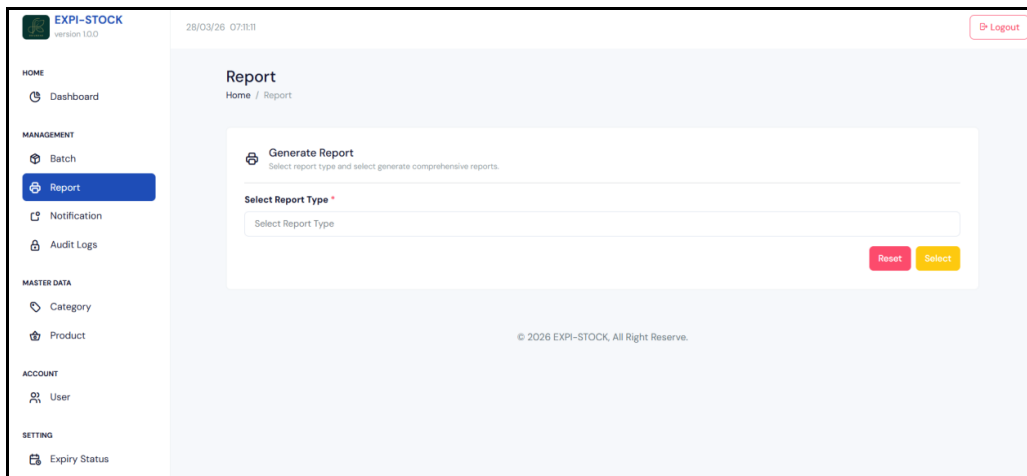 EXPI-STOCK
version 1.0.0
28/03/26 07:11:11
Logout
HOME
Dashboard
MANAGEMENT
Batch
Report
Notification
Audit Logs
MASTER DATA
Category
Product
ACCOUNT
User
SETTING
Expiry Status
Report
Home / Report
Generate Report
Select report type and select generate comprehensive reports.
Select Report Type *
Select Report Type
Reset Select
© 2026 EXPI-STOCK, All Right Reserve.